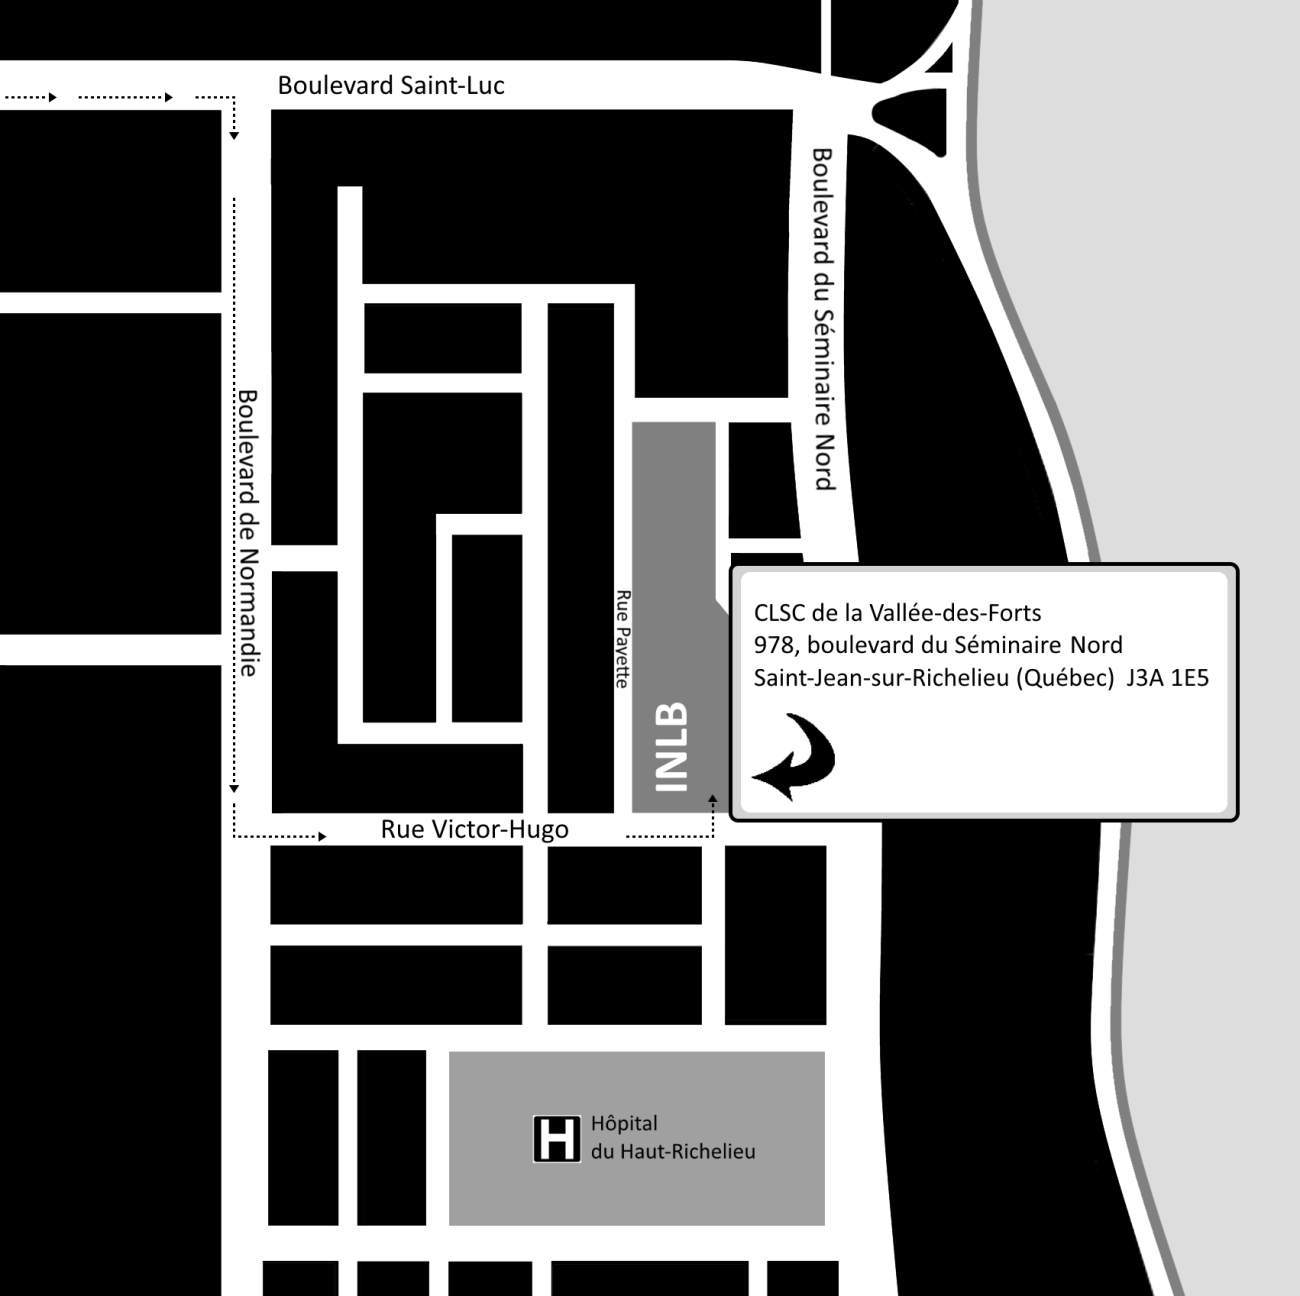 Boulevard Saint-Luc
Boulevard du Séminaire Nord
Boulevard de Normandie
Rue Payette
CLSC de la Vallée-des-Forts
978, boulevard du Séminaire Nord
Saint-Jean-sur-Richelieu (Québec) J3A 1E5
INLB
Rue Victor-Hugo
H
Hôpital
du Haut-Richelieu